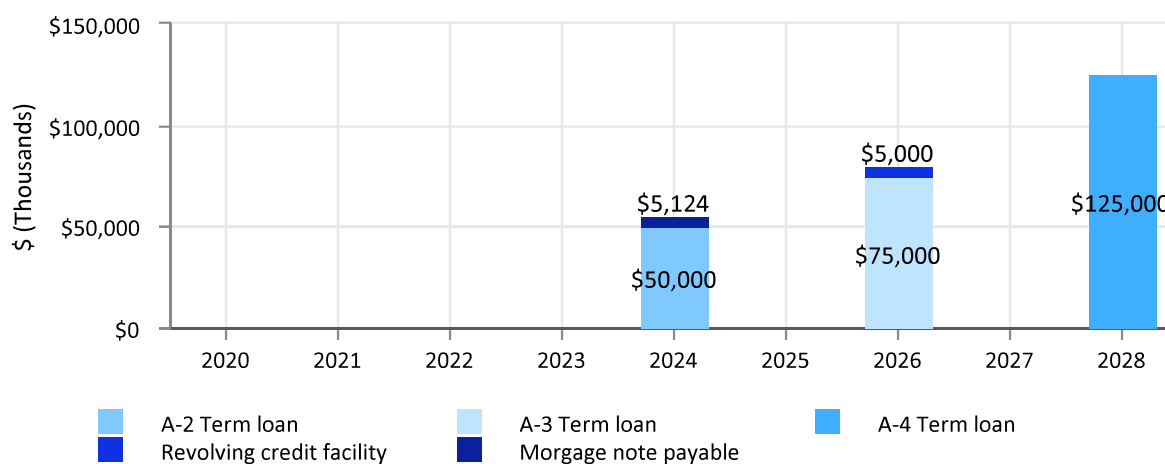 $150,000
$100,000
$50,000
$0
$ (Thousands)
$5,124
$50,000
$5,000
$75,000
$125,000
2020 2021 2022 2023 2024 2025 2026 2027 2028
A-2 Term loan A-3 Term loan A-4 Term loan
Revolving credit facility Morgage note payable